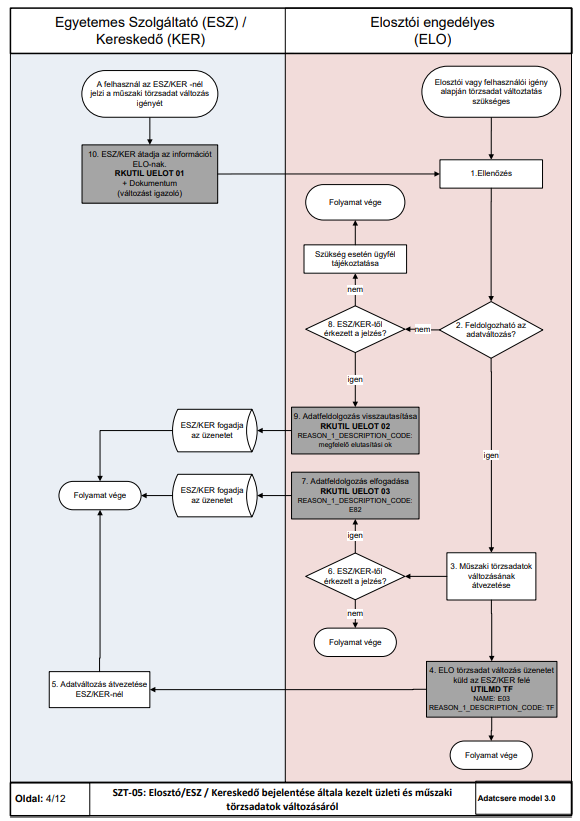 Egyetemes Szolgáltató (ESZ) /
Kereskedő (KER)
Elosztói engedélyes
(ELO)
A felhasznál az ESZ/KER -nél
jelzi a műszaki törzsadat változás
igényét
Elosztói vagy felhasználói igény
alapján törzsadat változtatás
szükséges
10. ESZ/KER átadja az információt
ELO-nak.
RKUTIL UELOT 01
+ Dokumentum
(változást igazoló)
1.Ellenőrzés
Folyamat vége
Szükség esetén ügyfél
tájékoztatása
nem
8. ESZ/KER-től
érkezett a jelzés?
nem
2. Feldolgozható az
adatváltozás?
igen
9. Adatfeldolgozás visszautasítása
RKUTIL UELOT 02
REASON_1_DESCRIPTION_CODE:
megfelelő elutasítási ok
ESZ/KER fogadja
az üzenetet
igen
7. Adatfeldolgozás elfogadása
RKUTIL UELOT 03
REASON_1_DESCRIPTION_CODE:
E82
ESZ/KER fogadja
az üzenetet
Folyamat vége
igen
6. ESZ/KER-től
érkezett a jelzés?
3. Műszaki törzsadatok
változásának
átvezetése
nem
Folyamat vége
4. ELO törzsadat változás üzenetet
küld az ESZ/KER felé
UTILMD TF
NAME: E03
REASON_1_DESCRIPTION_CODE: TF
5. Adatváltozás átvezetése
ESZ/KER-nél
Folyamat vége
Oldal: 4/12
SZT-05: Elosztó/ESZ / Kereskedő bejelentése általa kezelt üzleti és műszaki
törzsadatok változásáról
Adatcsere model 3.0